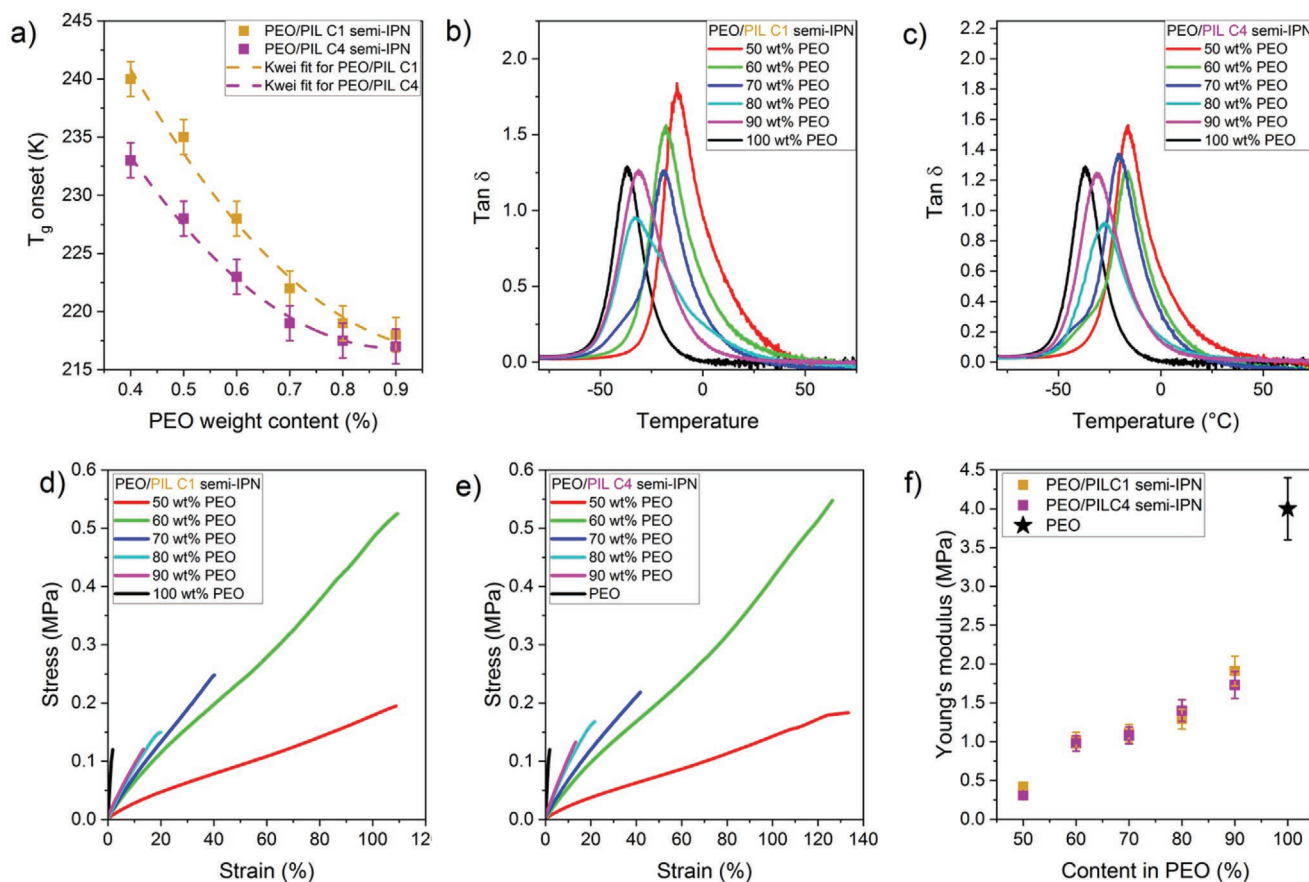 a)
PEO/PIL C1 semi-IPN
PEO/PIL C4 semi-IPN
Kwei fit for PEO/PIL C1
Kwei fit for PEO/PIL C4
245
240
235
230
225
220
215
0.4 0.5 0.6 0.7 0.8 0.9
Tg onset (K)
PEO weight content (%)
b)
PEO/PIL C1 semi-IPN
50 wt% PEO
60 wt% PEO
70 wt% PEO
80 wt% PEO
90 wt% PEO
100 wt% PEO
2.0
1.5
1.0
0.5
0.0
-50 0 50
Tan δ
Temperature
c)
PEO/PIL C4 semi-IPN
50 wt% PEO
60 wt% PEO
70 wt% PEO
80 wt% PEO
90 wt% PEO
100 wt% PEO
2.2
2.0
1.8
1.6
1.4
1.2
1.0
0.8
0.6
0.4
0.2
0.0
-50 0 50
Tan δ
Temperature (°C)
d)
PEO/PIL C1 semi-IPN
50 wt% PEO
60 wt% PEO
70 wt% PEO
80 wt% PEO
90 wt% PEO
100 wt% PEO
0.6
0.5
0.4
0.3
0.2
0.1
0.0
0 20 40 60 80 100 120
Stress (MPa)
Strain (%)
e)
PEO/PIL C4 semi-IPN
50 wt% PEO
60 wt% PEO
70 wt% PEO
80 wt% PEO
90 wt% PEO
PEO
0.6
0.5
0.4
0.3
0.2
0.1
0.0
0 20 40 60 80 100 120 140
Stress (MPa)
Strain (%)
f)
PEO/PILC1 semi-IPN
PEO/PILC4 semi-IPN
PEO
4.5
4.0
3.5
3.0
2.5
2.0
1.5
1.0
0.5
0.0
50 60 70 80 90 100
Young's modulus (MPa)
Content in PEO (%)